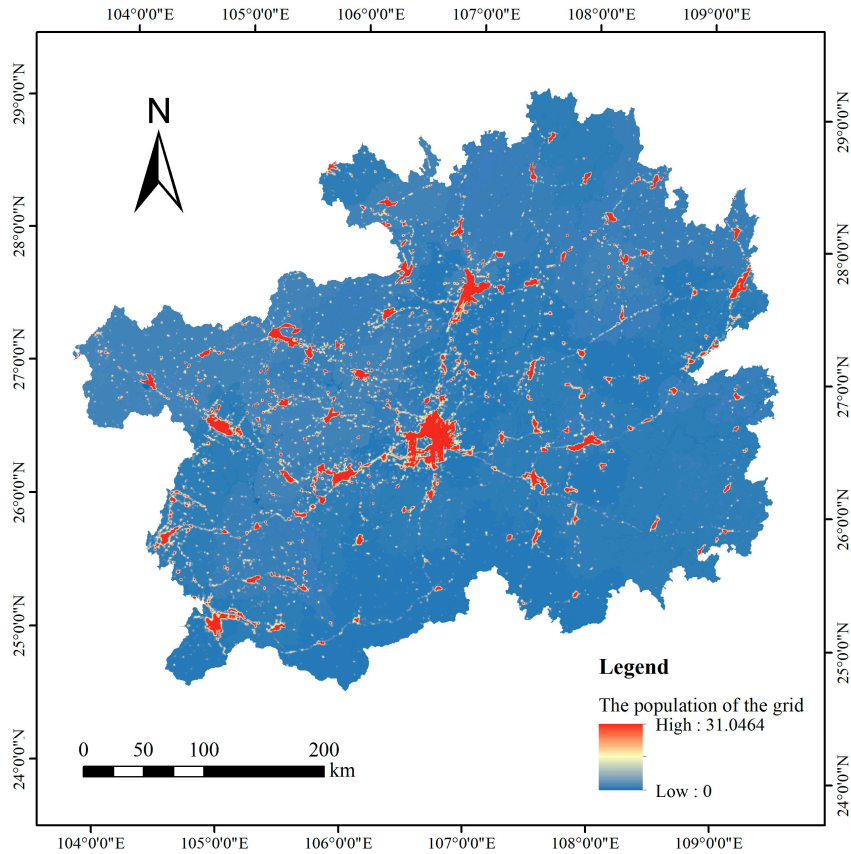 104°0'0"E 105°0'0"E 106°0'0"E 107°0'0"E 108°0'0"E 109°0'0"E
29°0'0"N
28°0'0"N
27°0'0"N
26°0'0"N
25°0'0"N
24°0'0"N
N
29°0'0"N
28°0'0"N
27°0'0"N
26°0'0"N
25°0'0"N
24°0'0"N
Legend
The population of the grid
High : 31.0464
Low : 0
0 50 100 200
km
104°0'0"E 105°0'0"E 106°0'0"E 107°0'0"E 108°0'0"E 109°0'0"E